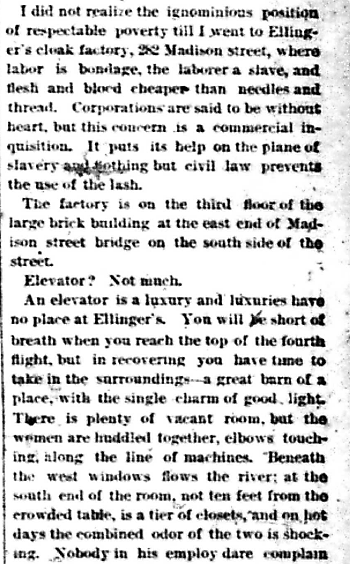 I did not realize the ignominious position
of respectable poverty till I went to Elling-
er's cloak factory, 282 Madison street, where
labor is bondage, the laborer a slave, and
flesh and blood cheaper than needles and
thread. Corporations are said to be without
heart, but this concern is a commercial in-
quisition. It puts its help on the plane of
slavery and nothing but civil law prevents
the use of the lash.
The factory is on the third floor of the
large brick building at the east end of Mad-
ison street bridge on the south side of the
street.
Elevator? Not much.
An elevator is a luxury and luxuries have
no place at Ellinger's. You will be short of
breath when you reach the top of the fourth
flight, but in recovering you have time to
take in the surroundings—a great barn of a
place, with the single charm of good light.
There is plenty of vacant room, but the
women are huddled together, elbows touch-
ing, along the line of machines. Beneath
the west windows flows the river; at the
south end of the room, not ten feet from the
crowded table, is a tier of closets, and on hot
days the combined odor of the two is shock-
ing. Nobody in his employ dare complain